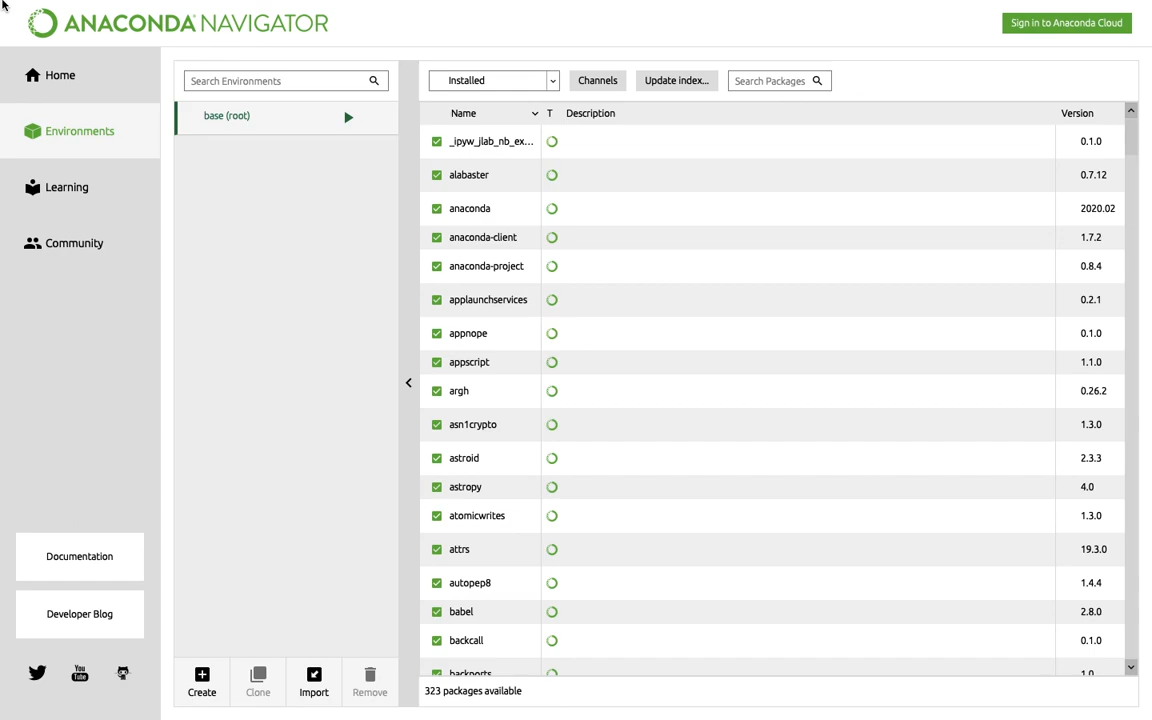 ANACONDA NAVIGATOR
Sign in to Anaconda Cloud
Home
Environments
Learning
Community
Documentation
Developer Blog
You
Tube
Search Environments
base (root)
Create
Clone
Import
Remove
Installed
Channels
Update index...
Search Packages
Name T Description Version
_ipyw_jlab_nb_ex... 0.1.0
alabaster 0.7.12
anaconda 2020.02
anaconda-client 1.7.2
anaconda-project 0.8.4
applaunchservices 0.2.1
appnope 0.1.0
appscript 1.1.0
argh 0.26.2
asn1crypto 1.3.0
astroid 2.3.3
astropy 4.0
atomicwrites 1.3.0
attrs 19.3.0
autopep8 1.4.4
babel 2.8.0
backcall 0.1.0
backports 1.0
323 packages available